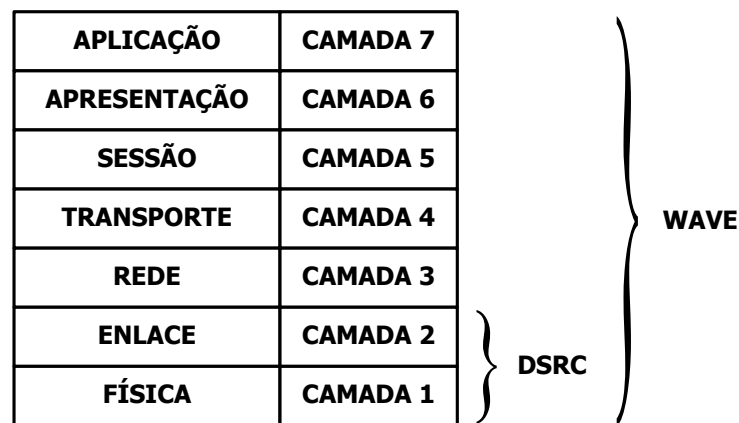 APLICAÇÃO CAMADA 7
APRESENTAÇÃO CAMADA 6
SESSÃO CAMADA 5
TRANSPORTE CAMADA 4
WAVE
REDE CAMADA 3
ENLACE CAMADA 2
DSRC
FÍSICA CAMADA 1